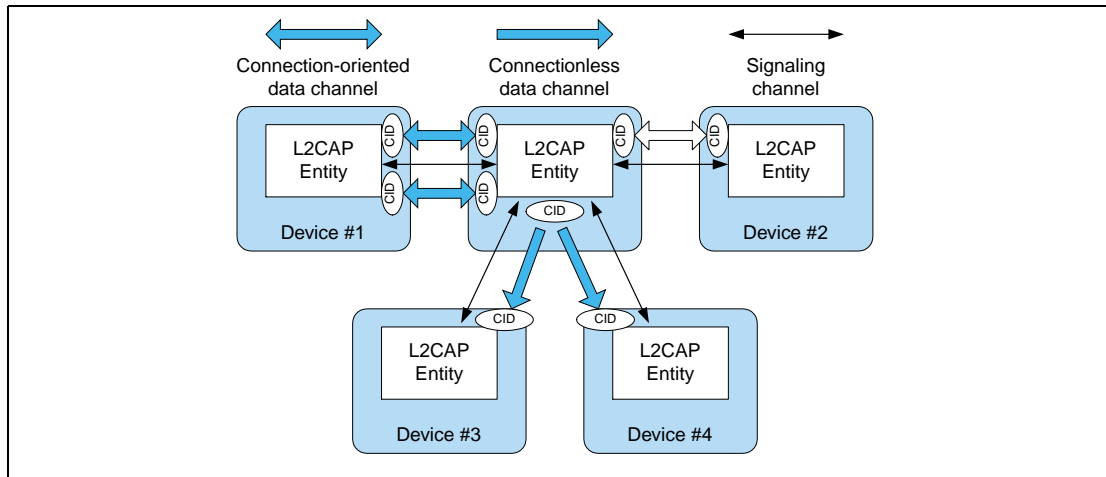 Connection-oriented
data channel
Connectionless
data channel
Signaling
channel
L2CAP
Entity
CID
CID
Device #1
CID
CID
L2CAP
Entity
CID
CID
CID
L2CAP
Entity
Device #2
CID
L2CAP
Entity
Device #3
CID
L2CAP
Entity
Device #4